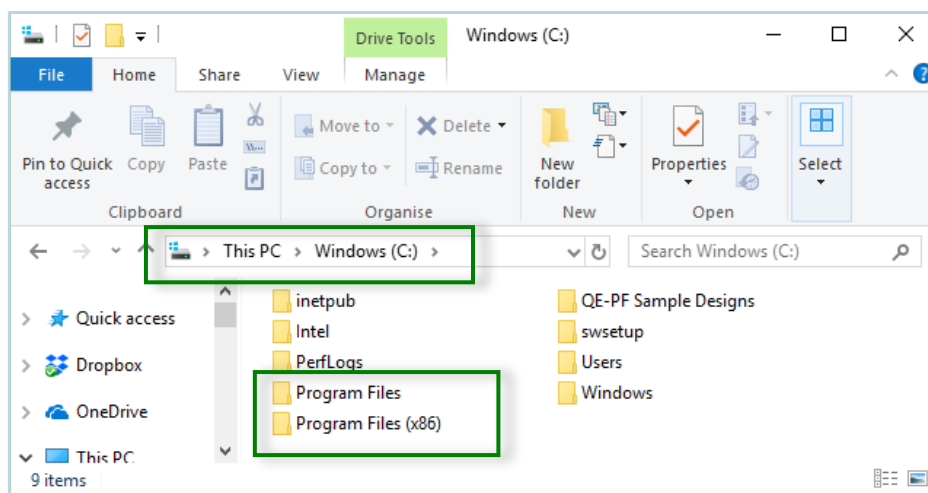 Drive Tools Windows (C:)
File Home Share View Manage
Pin to Quick access
Copy
Paste
Move to
Copy to
Delete
Rename
New folder
Properties
Select
Clipboard Organise New Open
This PC > Windows (C:) >
Search Windows (C:)
Quick access
Dropbox
OneDrive
This PC
inetpub
Intel
PerfLogs
Program Files
Program Files (x86)
QE-PF Sample Designs
swsetup
Users
Windows
9 items